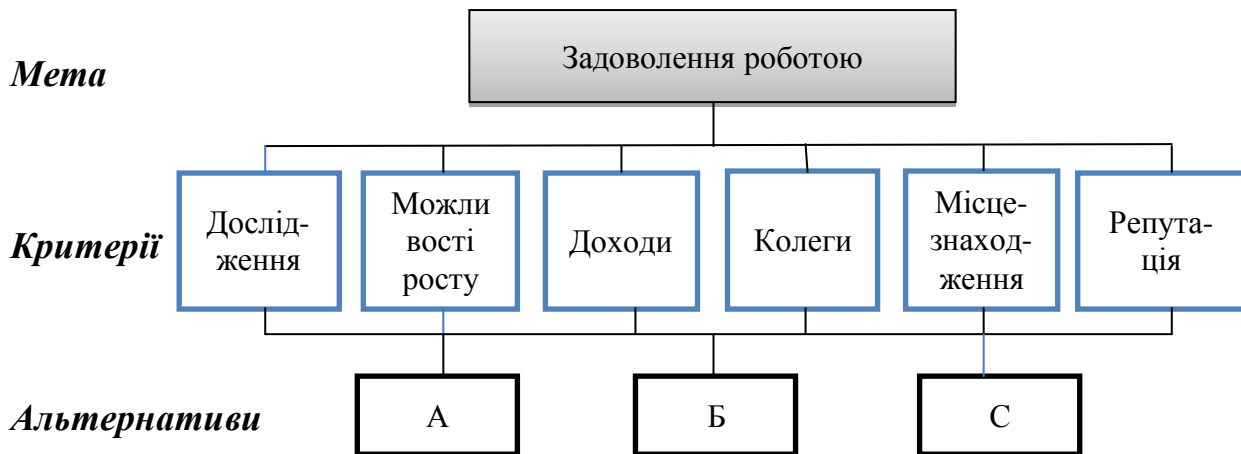 Мета
Задоволення роботою
Критерії
Дослід-
ження
Можли
вості
росту
Доходи
Колеги
Місце-
знаход-
ження
Репута-
ція
Альтернативи
А
Б
С